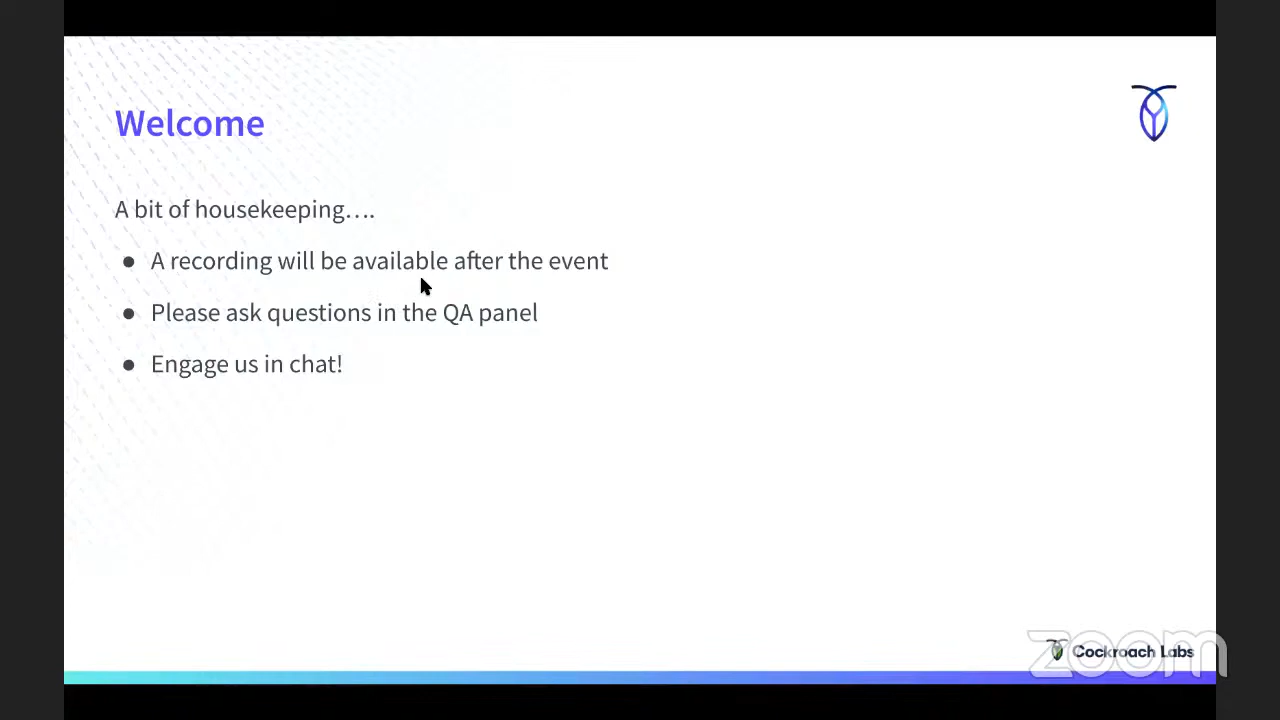 Welcome
A bit of housekeeping….
● A recording will be available after the event
● Please ask questions in the QA panel
● Engage us in chat!
Cockroach Labs
zoom